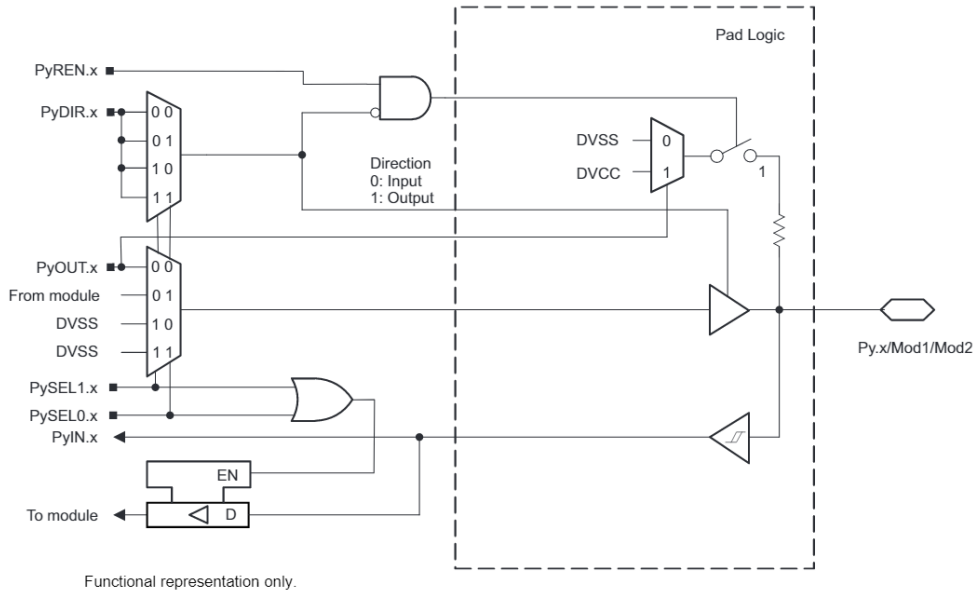 Pad Logic
PyREN.x
PyDIR.x
0 0
0 1
1 0
1 1
Direction
0: Input
1: Output
DVSS
0
DVCC
1
1
PyOUT.x
0 0
From module
0 1
DVSS
1 0
DVSS
1 1
Py.x/Mod1/Mod2
PySEL1.x
PySEL0.x
PyIN.x
EN
To module
D
Functional representation only.